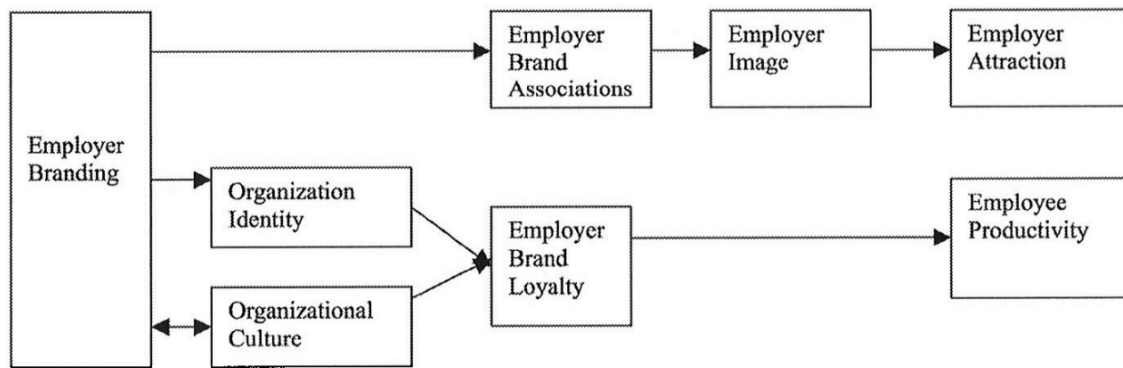 Employer
Branding
Employer
Brand
Associations
Employer
Image
Employer
Attraction
Organization
Identity
Organizational
Culture
Employer
Brand
Loyalty
Employee
Productivity